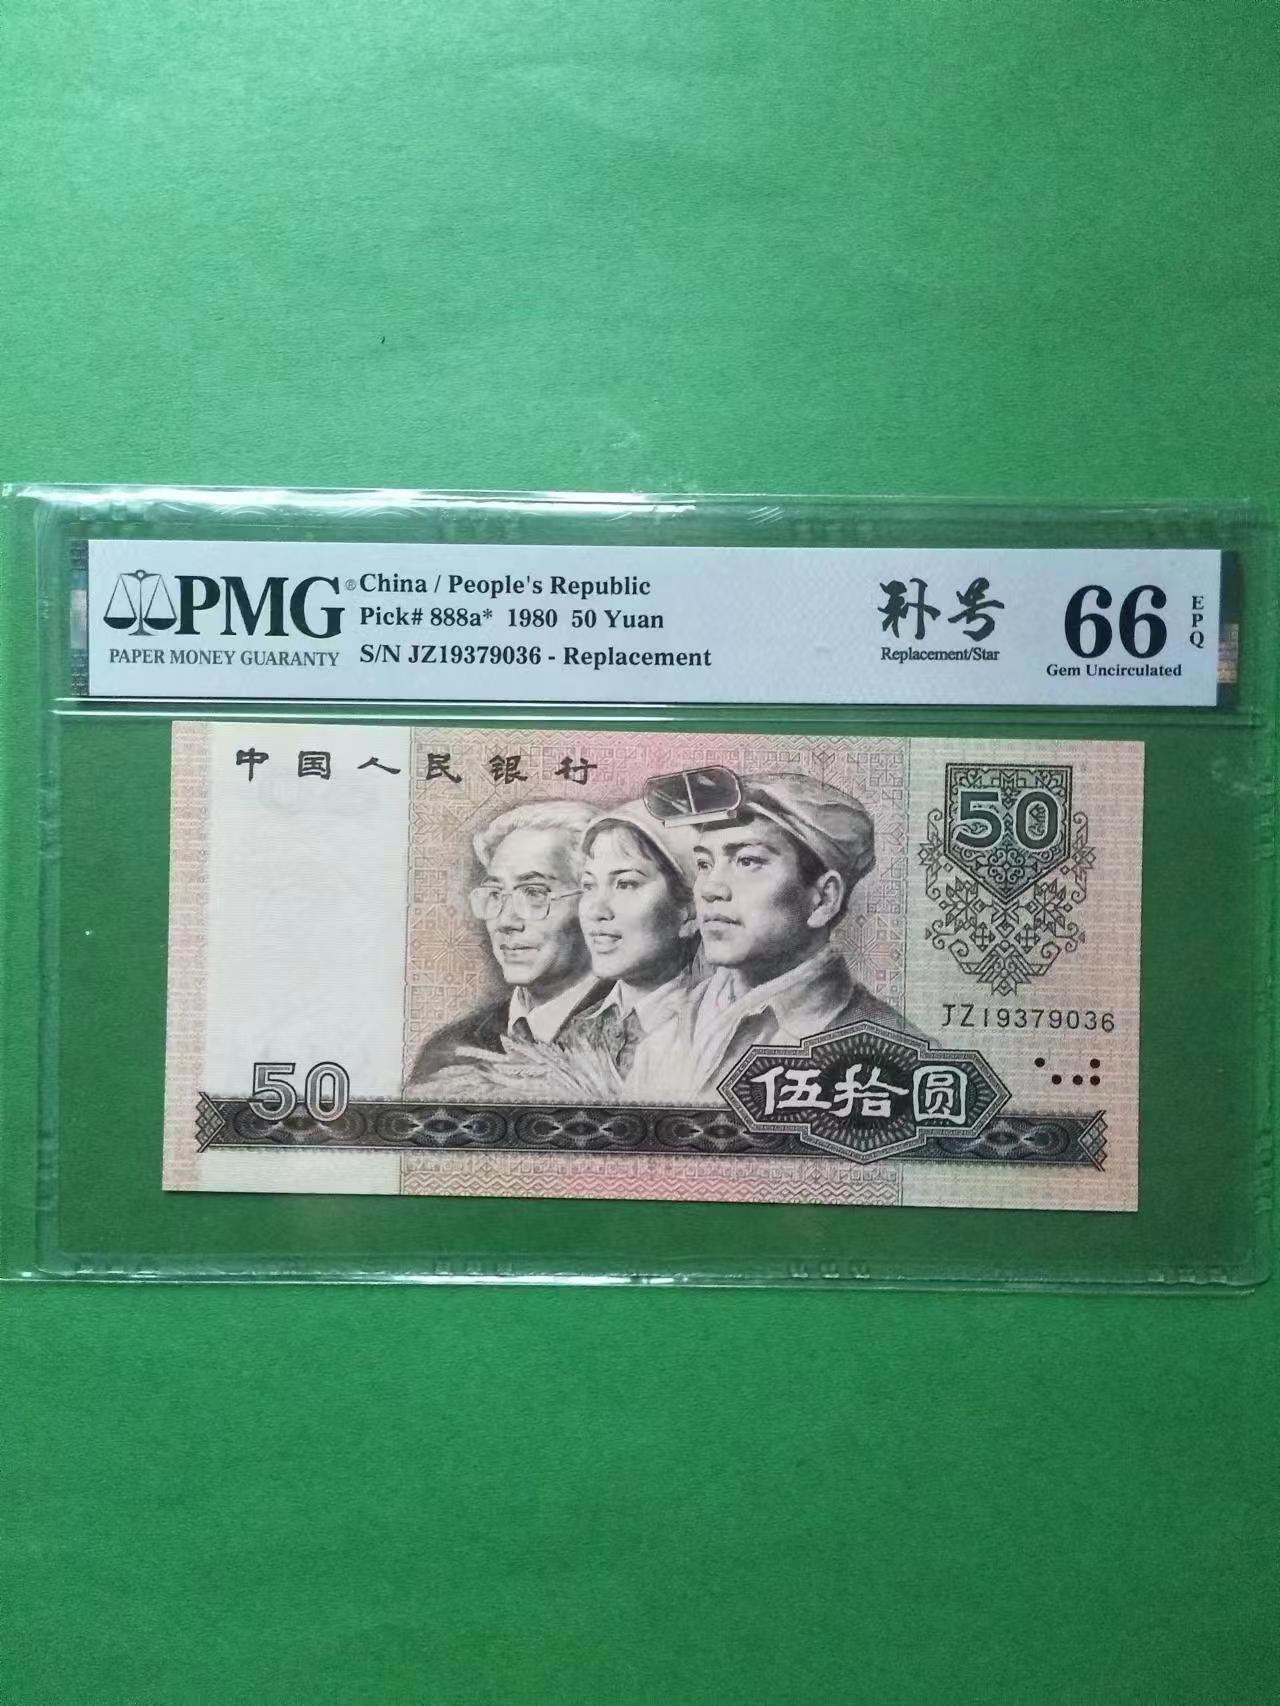 PMG®
PAPER MONEY GUARANTY
China / People's Republic
Pick# 888a* 1980 50 Yuan
S/N JZ19379036 - Replacement
补号
Replacement/Star
66
EPQ
Gem Uncirculated
中国人民银行
50
JZ19379036
50
伍拾圆